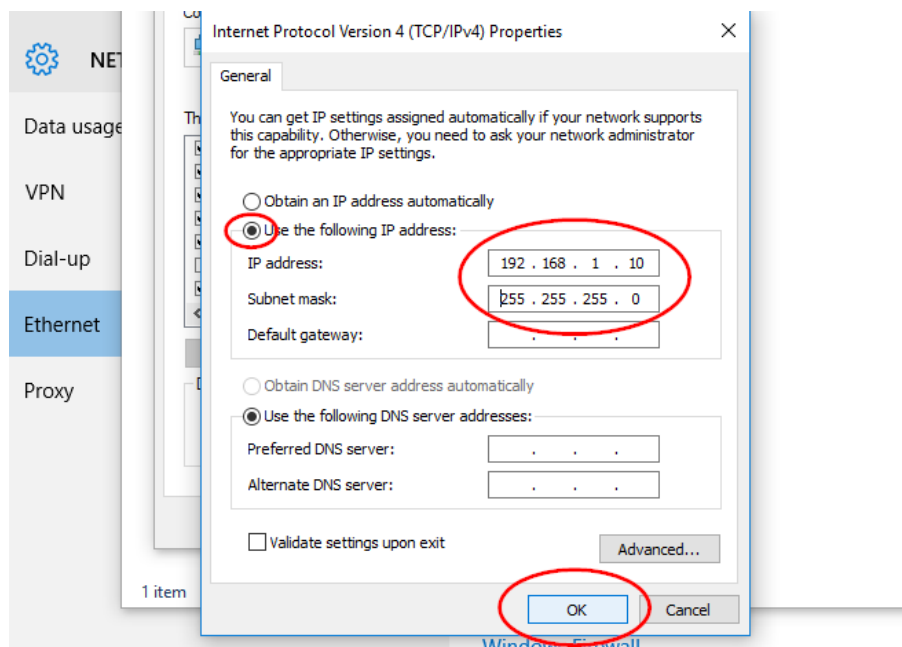 Internet Protocol Version 4 (TCP/IPv4) Properties
General
You can get IP settings assigned automatically if your network supports
this capability. Otherwise, you need to ask your network administrator
for the appropriate IP settings.
Obtain an IP address automatically
Use the following IP address:
IP address: 192 . 168 . 1 . 10
Subnet mask: 255 . 255 . 255 . 0
Default gateway: . . .
Obtain DNS server address automatically
Use the following DNS server addresses:
Preferred DNS server: . . .
Alternate DNS server: . . .
Validate settings upon exit
Advanced...
OK Cancel
NET
Data usage
VPN
Dial-up
Ethernet
Proxy
Th
1 item
Windows Firewall